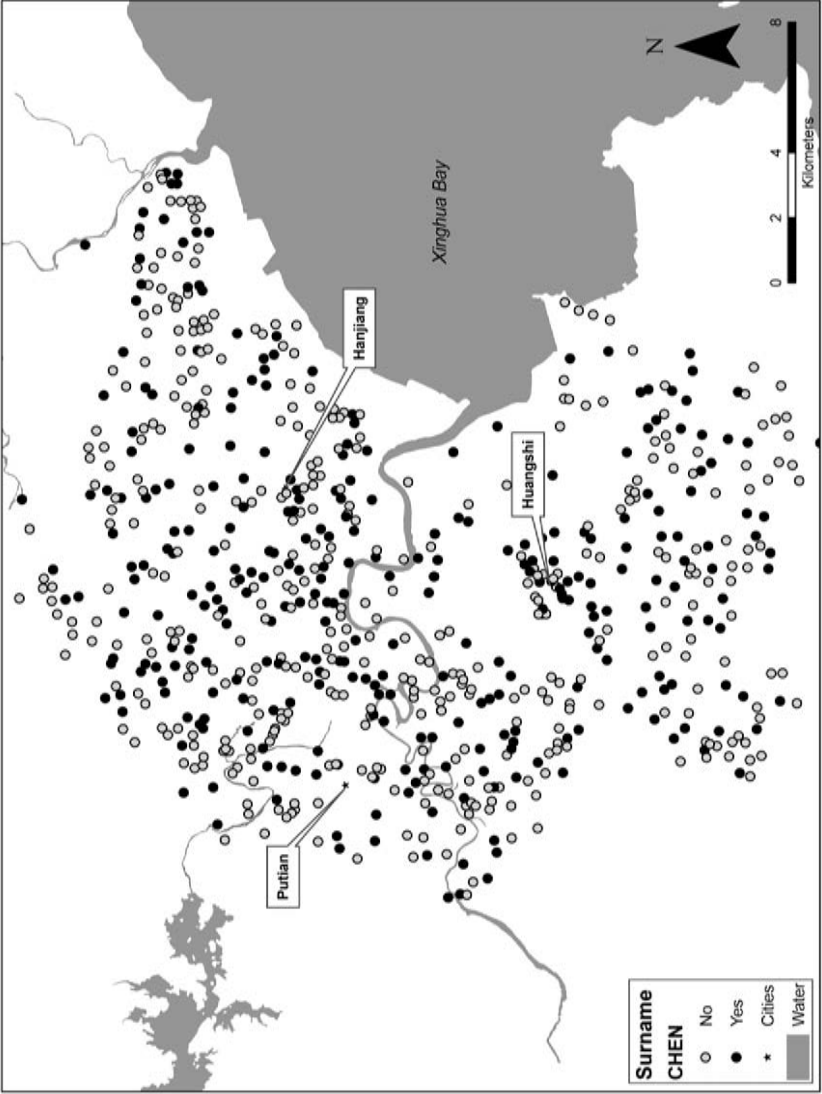 N
8
4
2
0
Kilometers
Xinghua Bay
Hanjiang
Huangshi
Putian
Surname
CHEN
No
Yes
Cities
Water